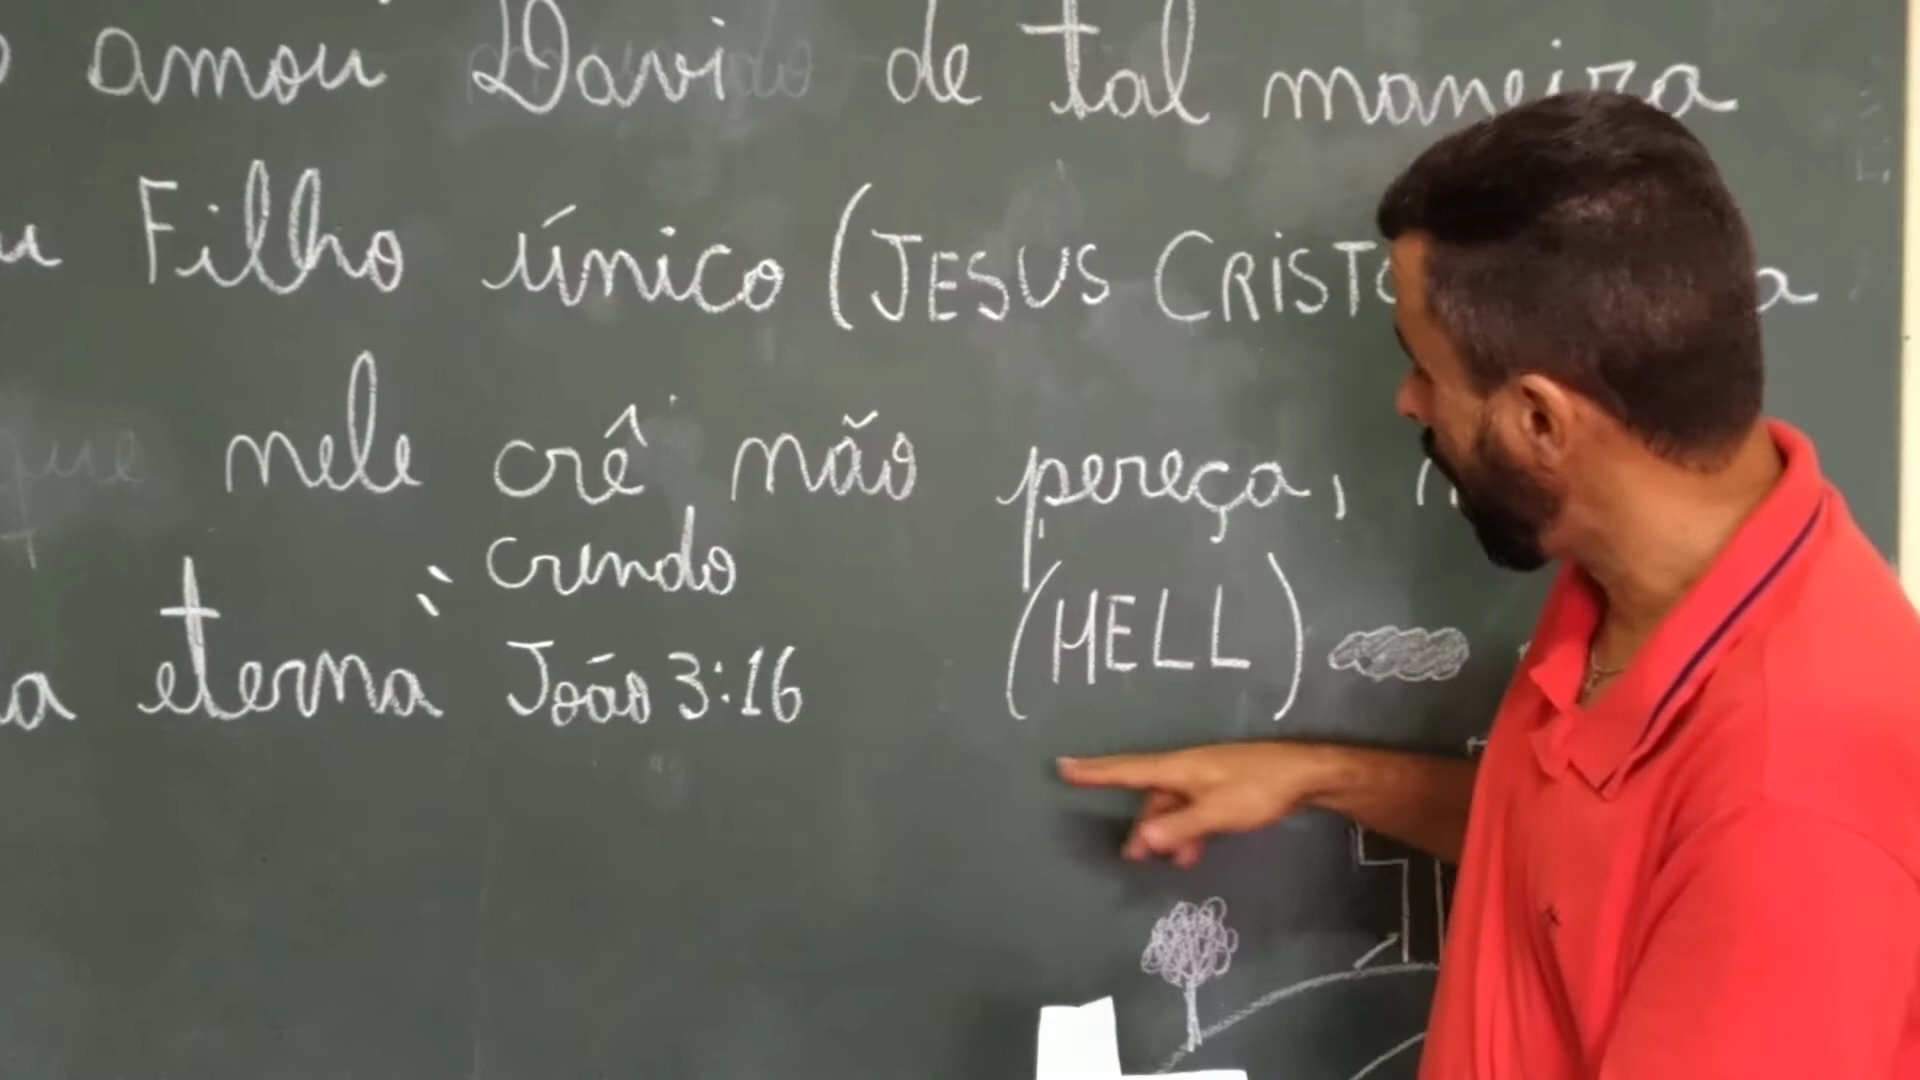 amou Davi de tal maneira
Filho único (JESUS CRISTO
que nele crê não pereça,
crendo
(HELL)
a eterna" João 3:16